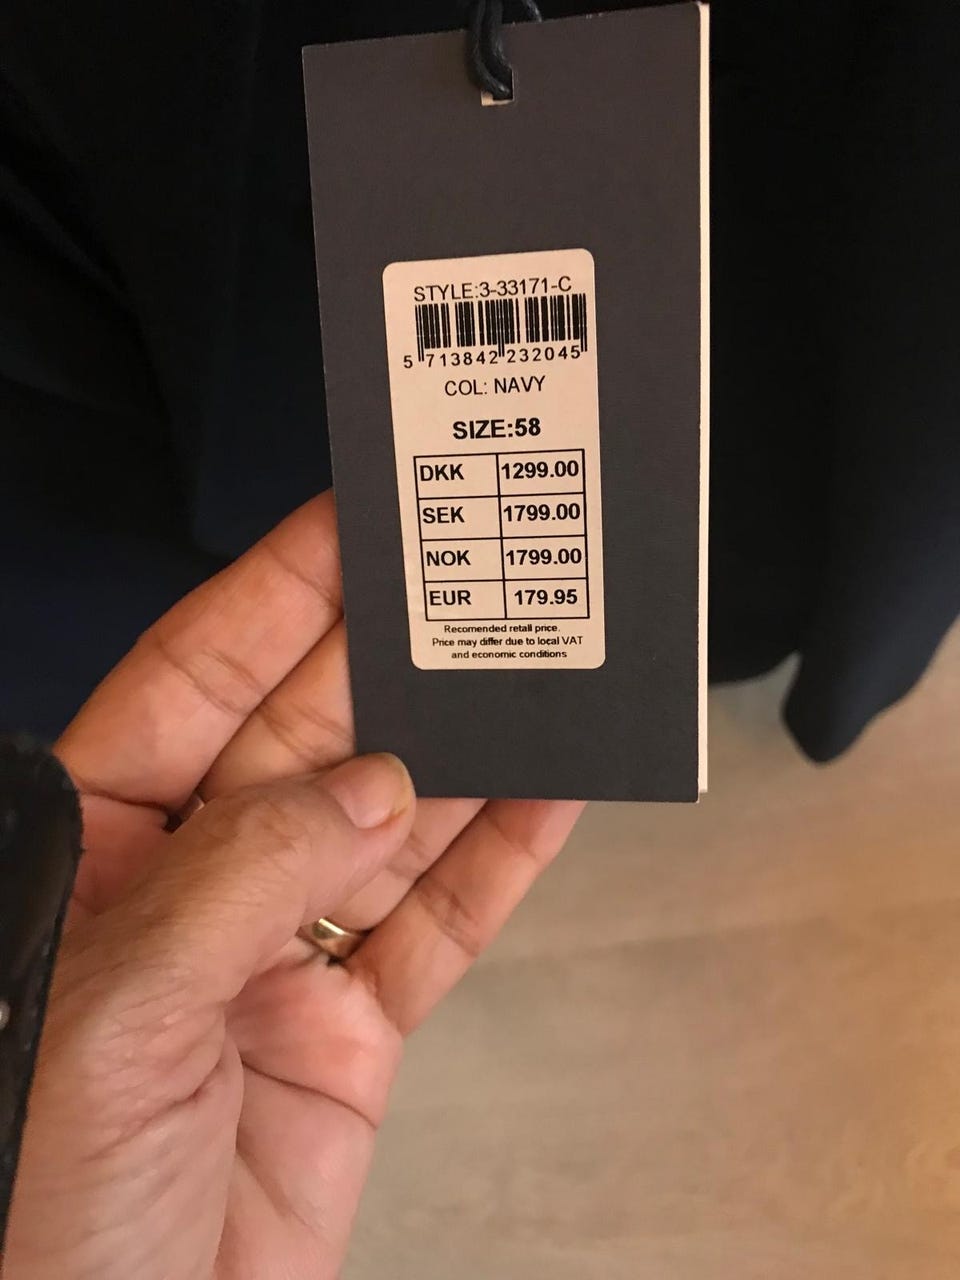 STYLE:3-33171-C
5 713842 232045
COL: NAVY
SIZE:58
DKK 1299.00
SEK 1799.00
NOK 1799.00
EUR 179.95
Recomended retail price.
Price may differ due to local VAT
and economic conditions